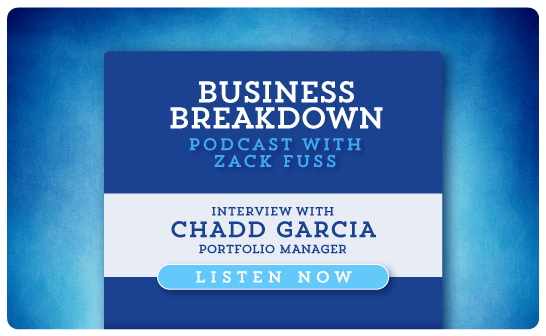 BUSINESS
BREAKDOWN
PODCAST WITH
ZACK FUSS
INTERVIEW WITH
CHADD GARCIA
PORTFOLIO MANAGER
LISTEN NOW